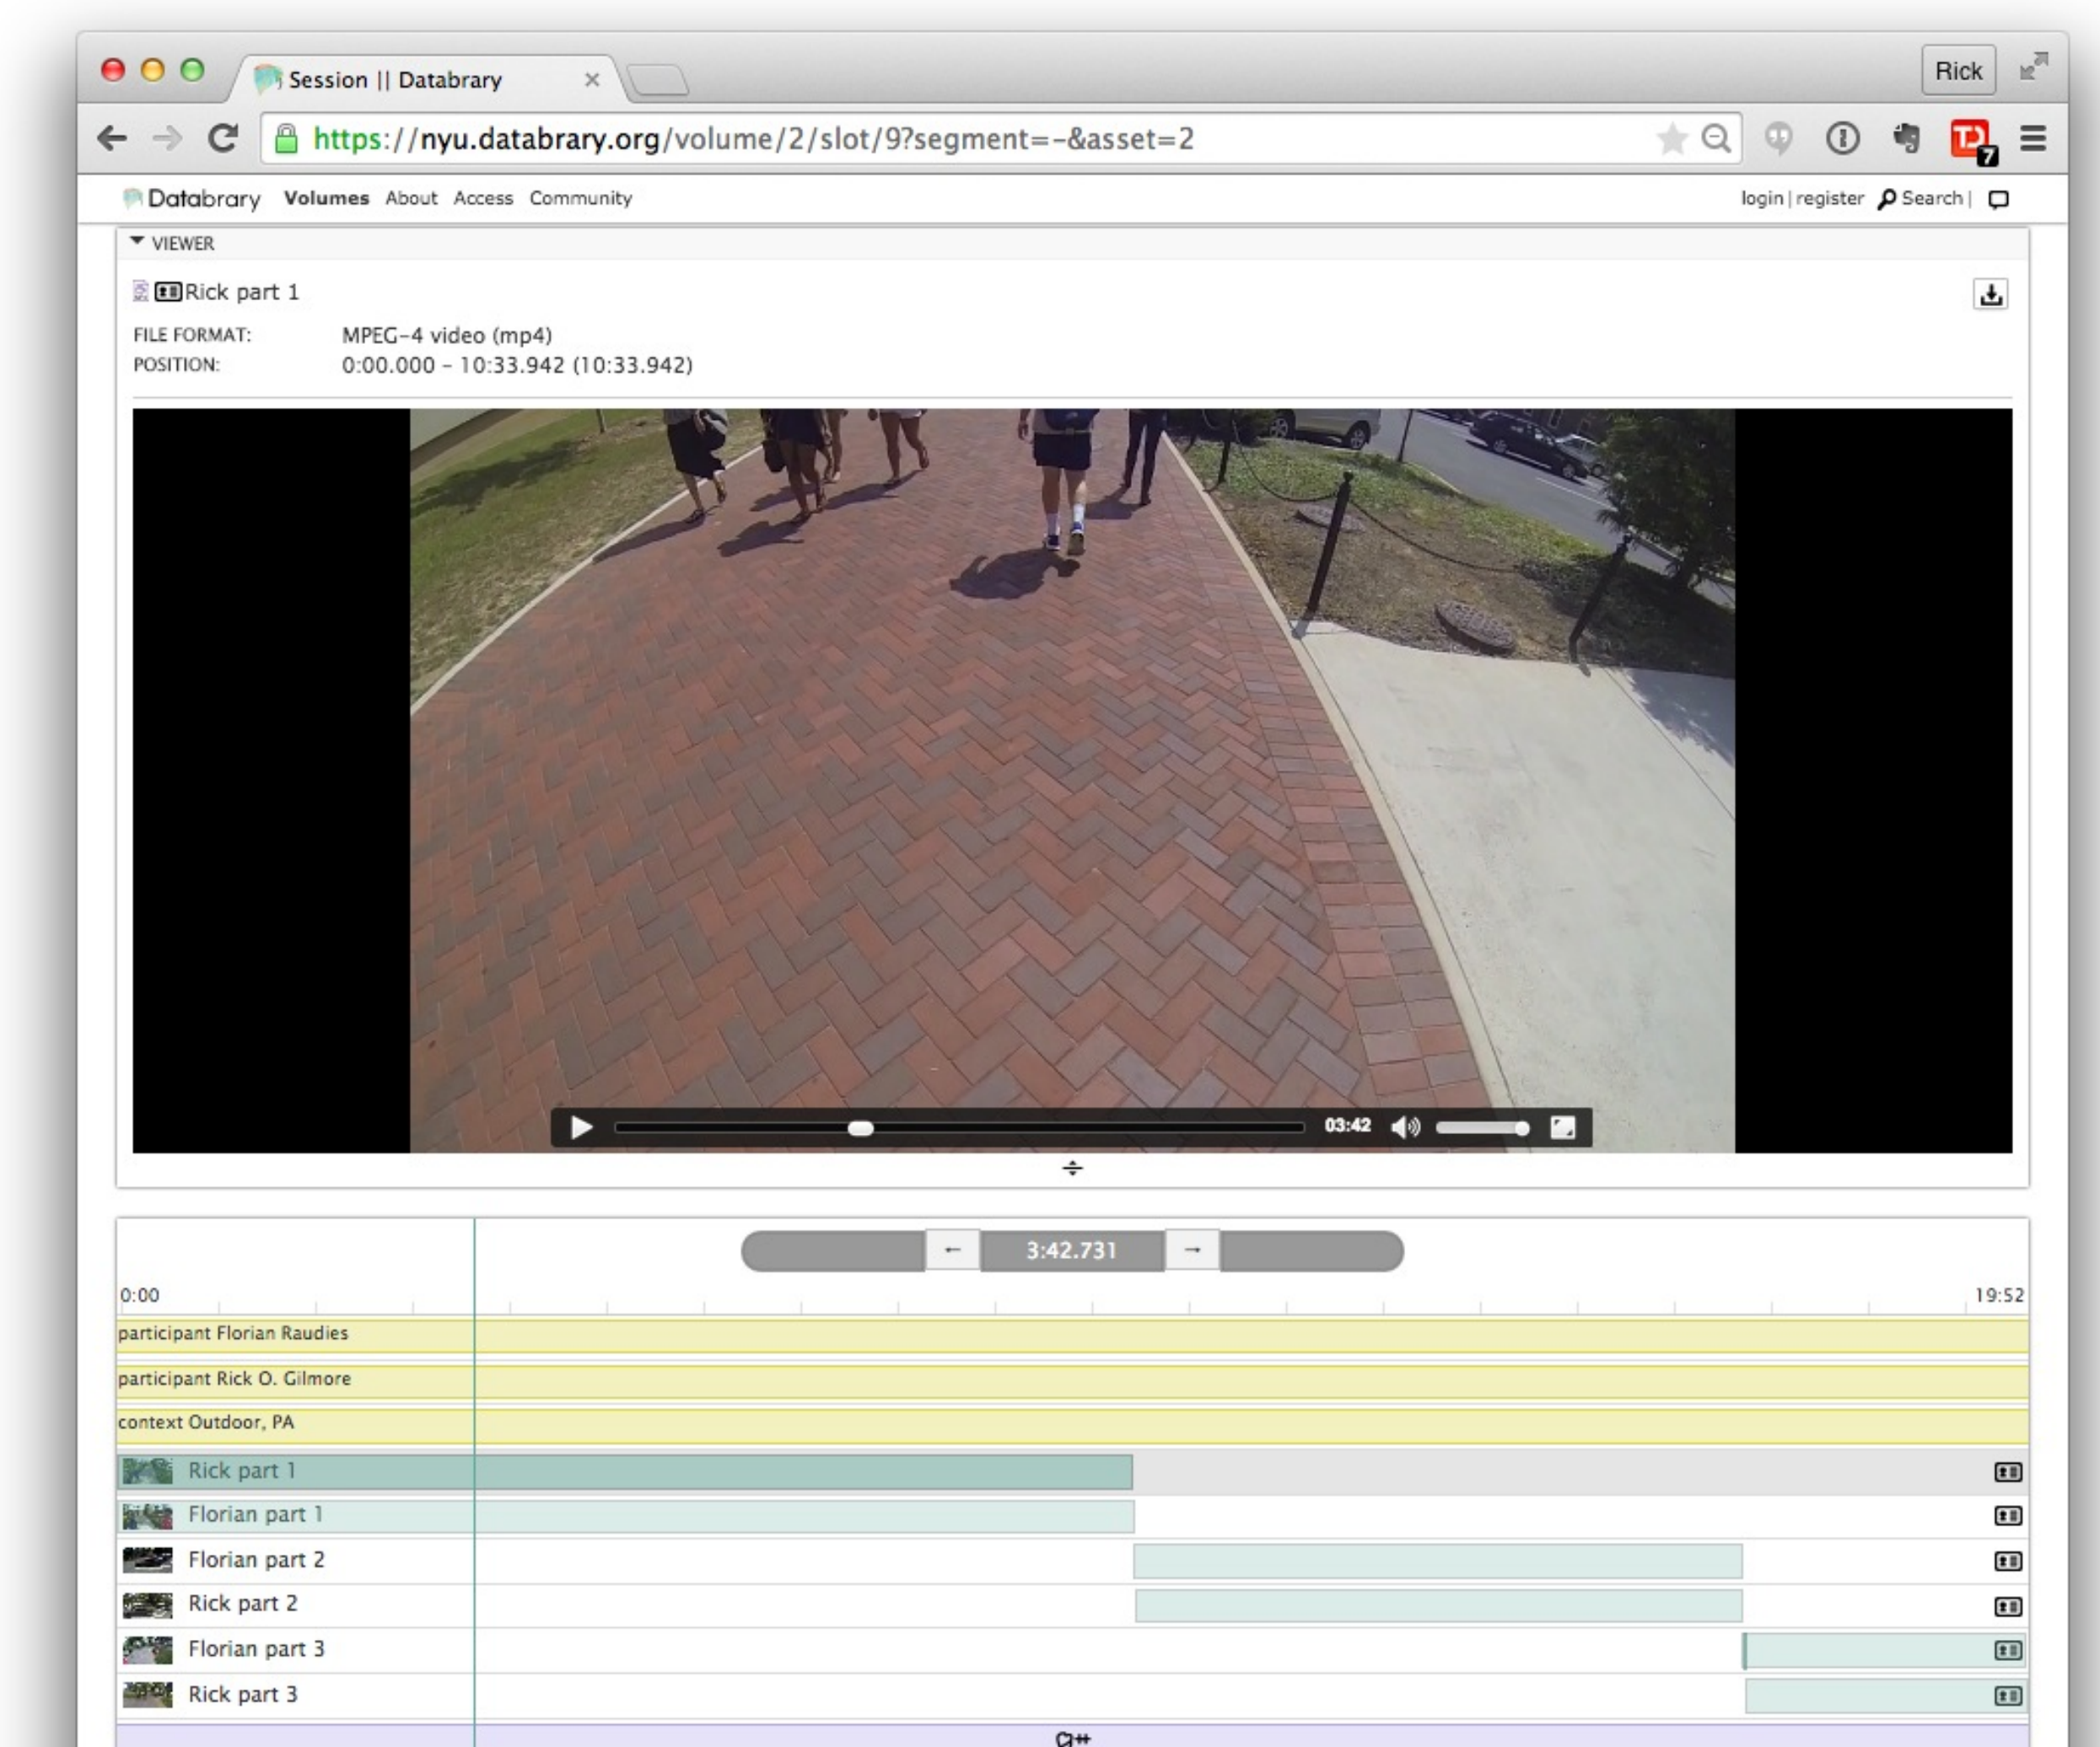 Session || Databrary
Rick
https://nyu.databrary.org/volume/2/slot/9?segment=-&asset=2
7
Databrary Volumes About Access Community
login | register Search |
VIEWER
Rick part 1
FILE FORMAT: MPEG-4 video (mp4)
POSITION: 0:00.000 - 10:33.942 (10:33.942)
03:42
← 3:42.731 →
0:00 19:52
participant Florian Raudies
participant Rick O. Gilmore
context Outdoor, PA
Rick part 1
Florian part 1
Florian part 2
Rick part 2
Florian part 3
Rick part 3